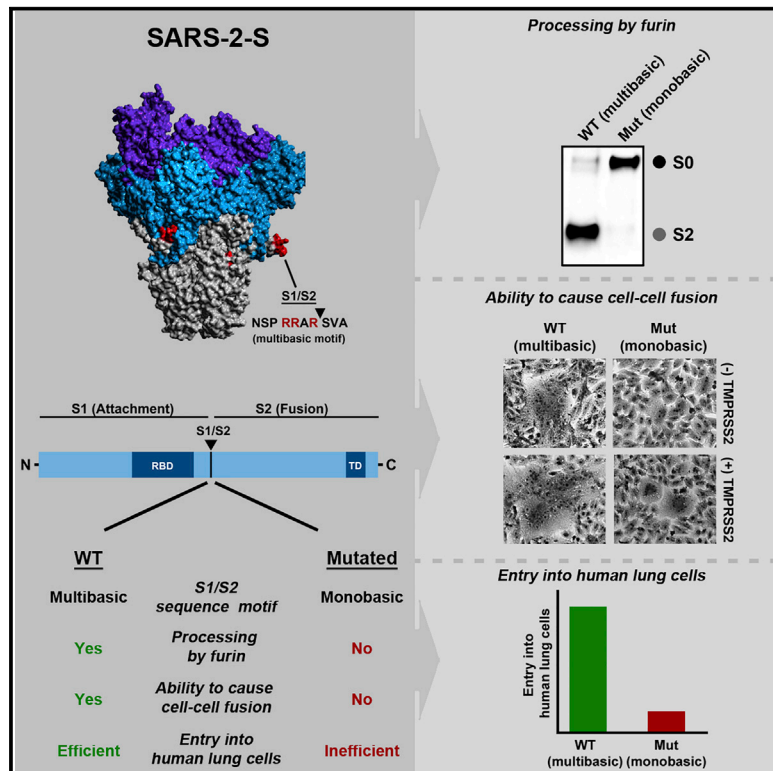 SARS-2-S
S1/S2
NSP RRAR SVA
(multibasic motif)
S1 (Attachment)
S2 (Fusion)
S1/S2
N
RBD
TD
C
WT
Mutated
Multibasic
S1/S2
sequence motif
Monobasic
Yes
Processing
by furin
No
Yes
Ability to cause
cell-cell fusion
No
Efficient
Entry into
human lung cells
Inefficient
Processing by furin
WT (multibasic)
Mut (monobasic)
S0
S2
Ability to cause cell-cell fusion
WT
(multibasic)
Mut
(monobasic)
(-) TMPRSS2
(+) TMPRSS2
Entry into human lung cells
Entry into
human lung cells
WT
(multibasic)
Mut
(monobasic)